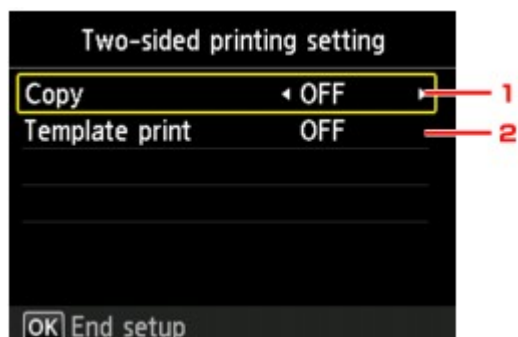 Two-sided printing setting
Copy OFF 1
Template print OFF 2
OK End setup